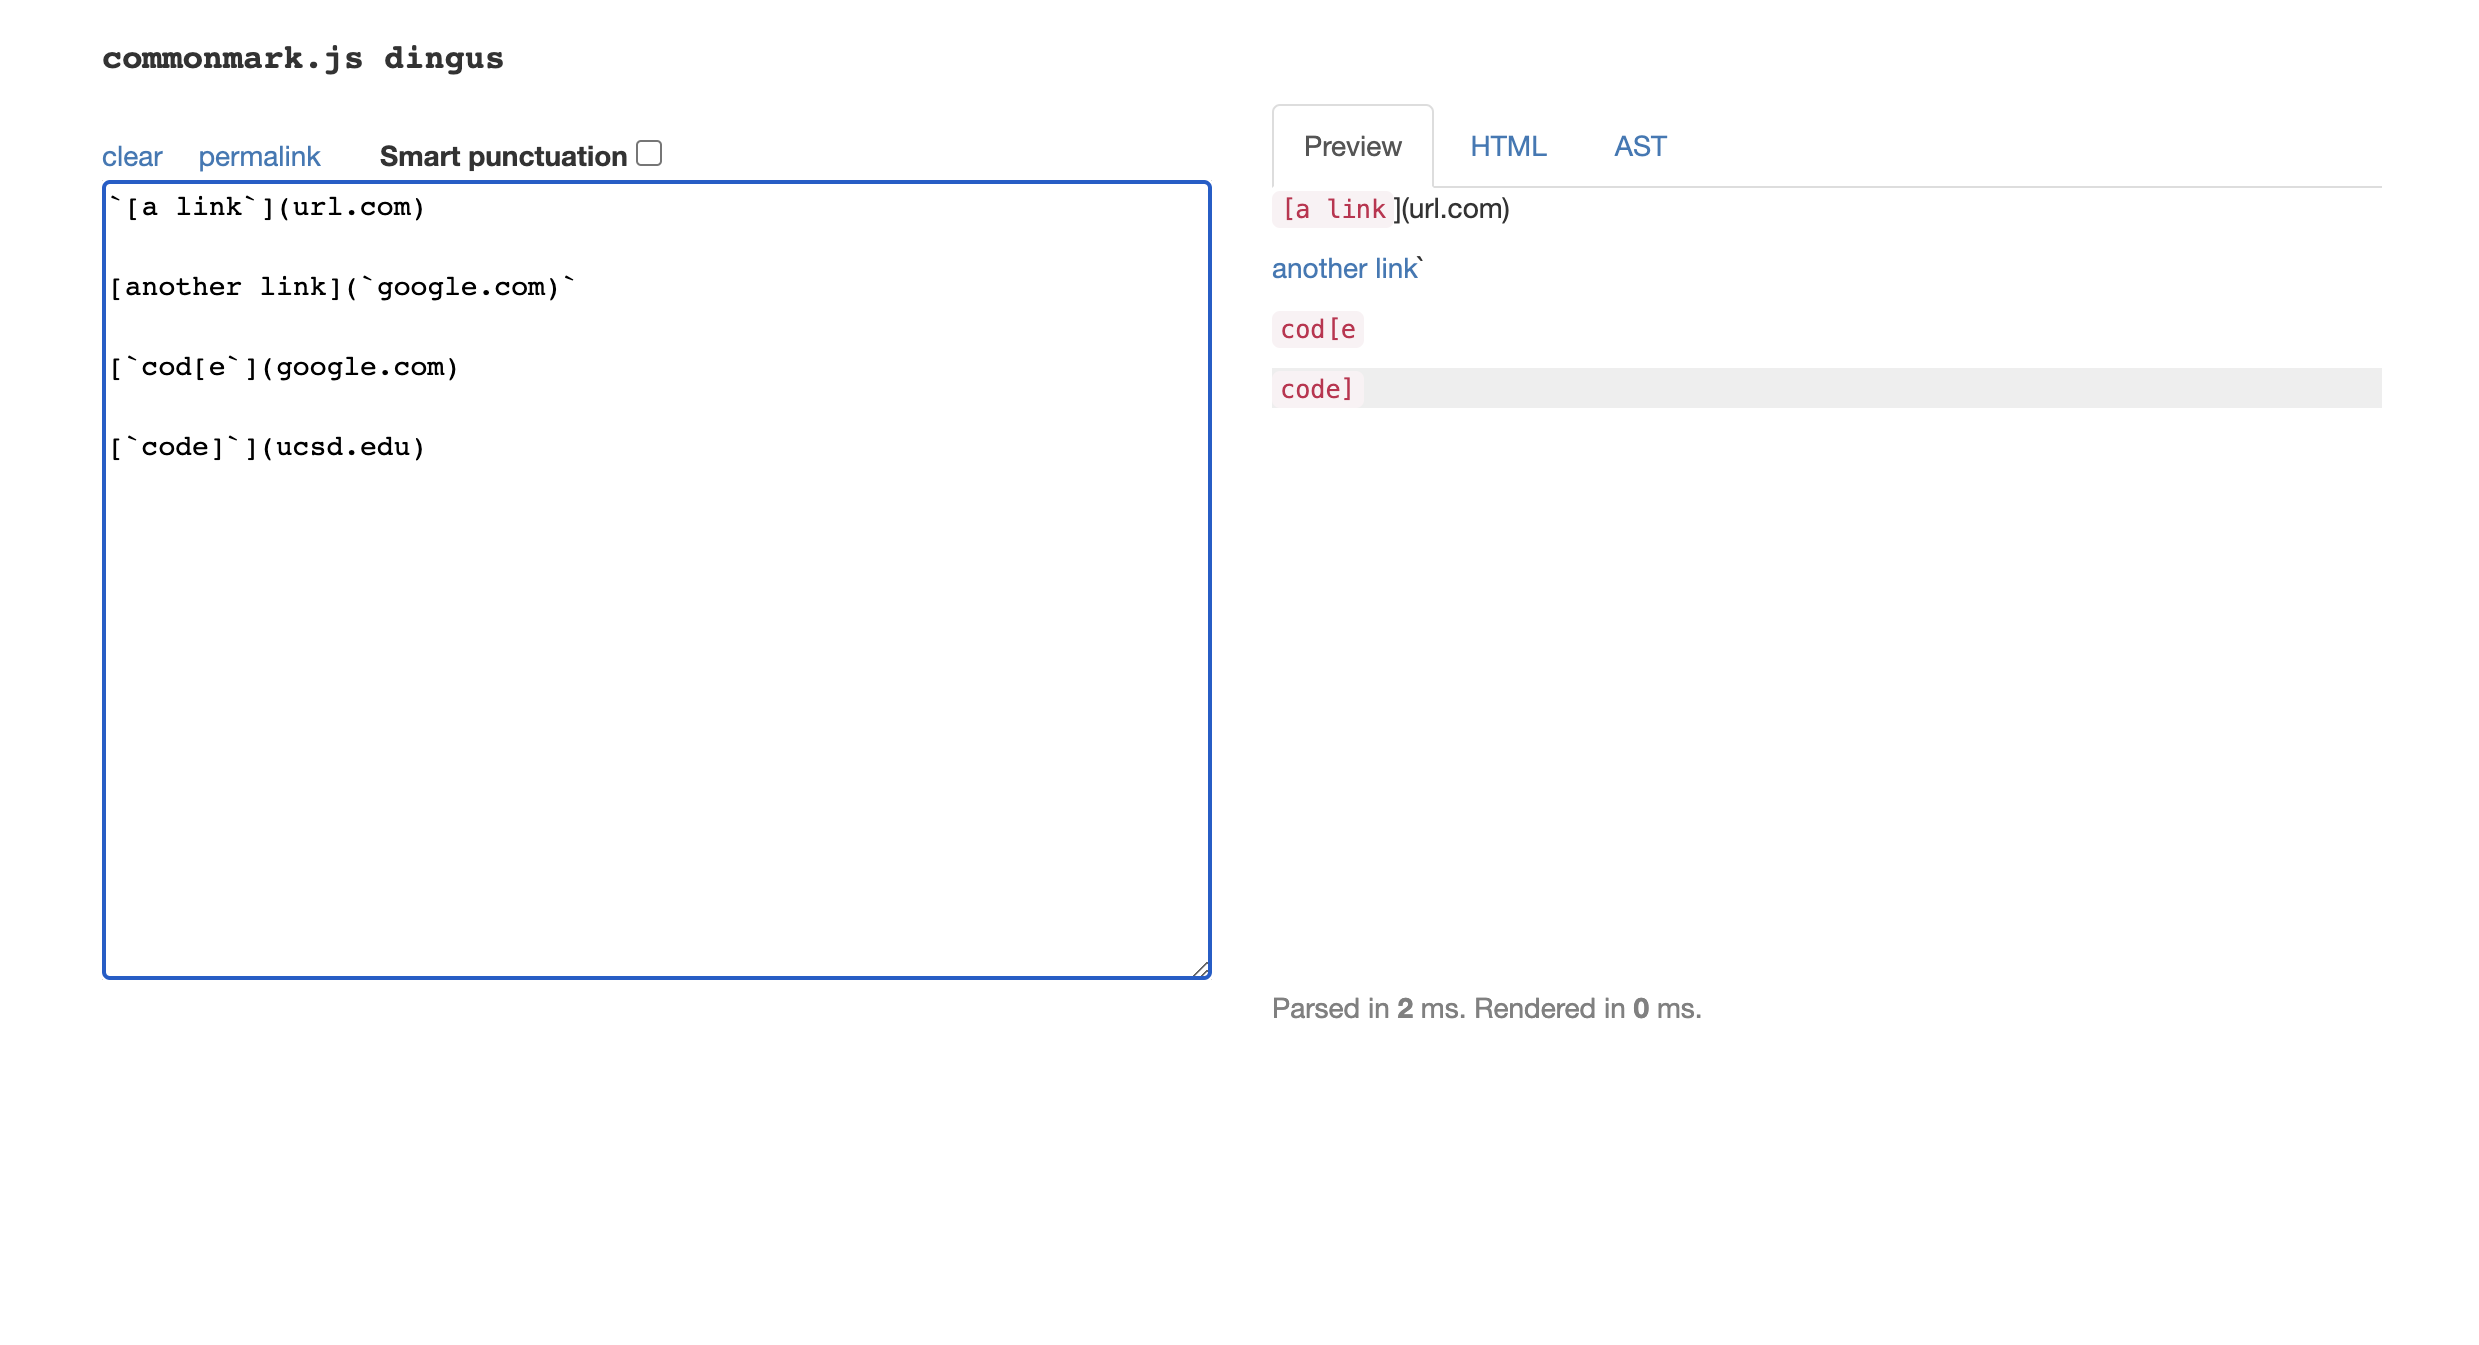 commonmark.js dingus
clear permalink Smart punctuation
`[a link`](url.com)
[another link](`google.com)`
[`cod[e`](google.com)
[`code]`](ucsd.edu)
Preview HTML AST
[a link](url.com)
another link`
cod[e
code]
Parsed in 2 ms. Rendered in 0 ms.